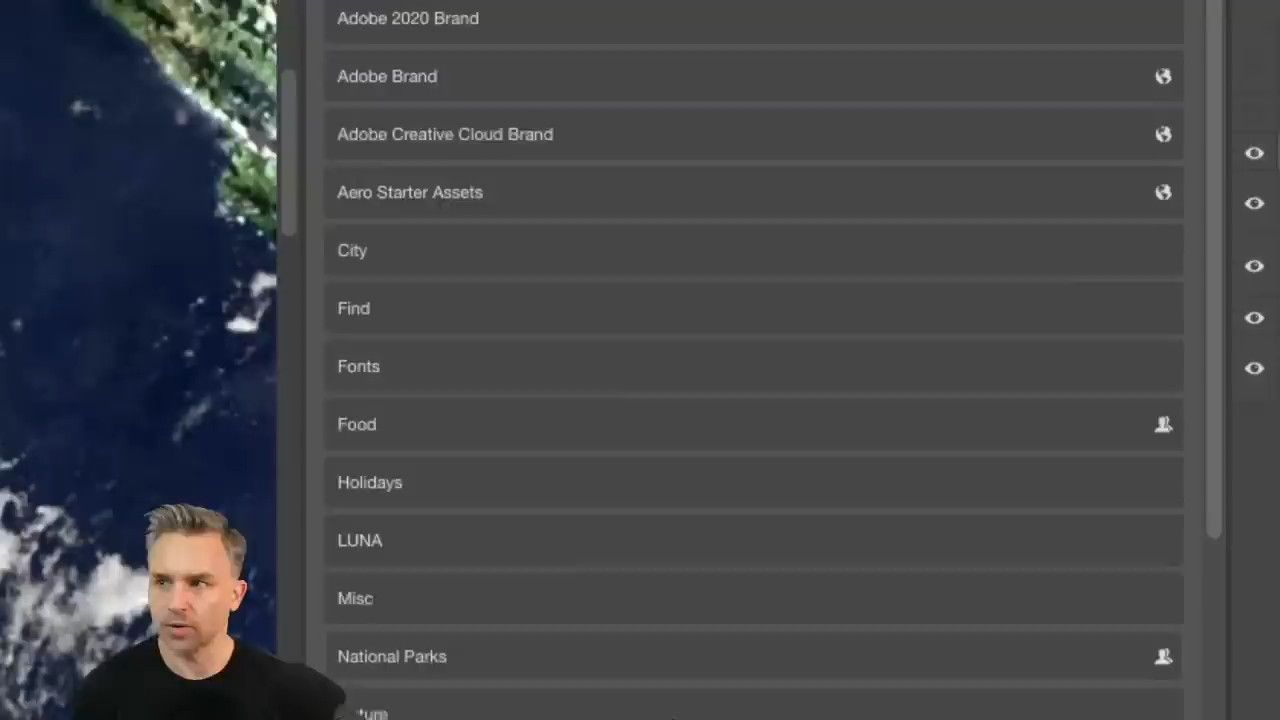 Adobe 2020 Brand
Adobe Brand
Adobe Creative Cloud Brand
Aero Starter Assets
City
Find
Fonts
Food
Holidays
LUNA
Misc
National Parks